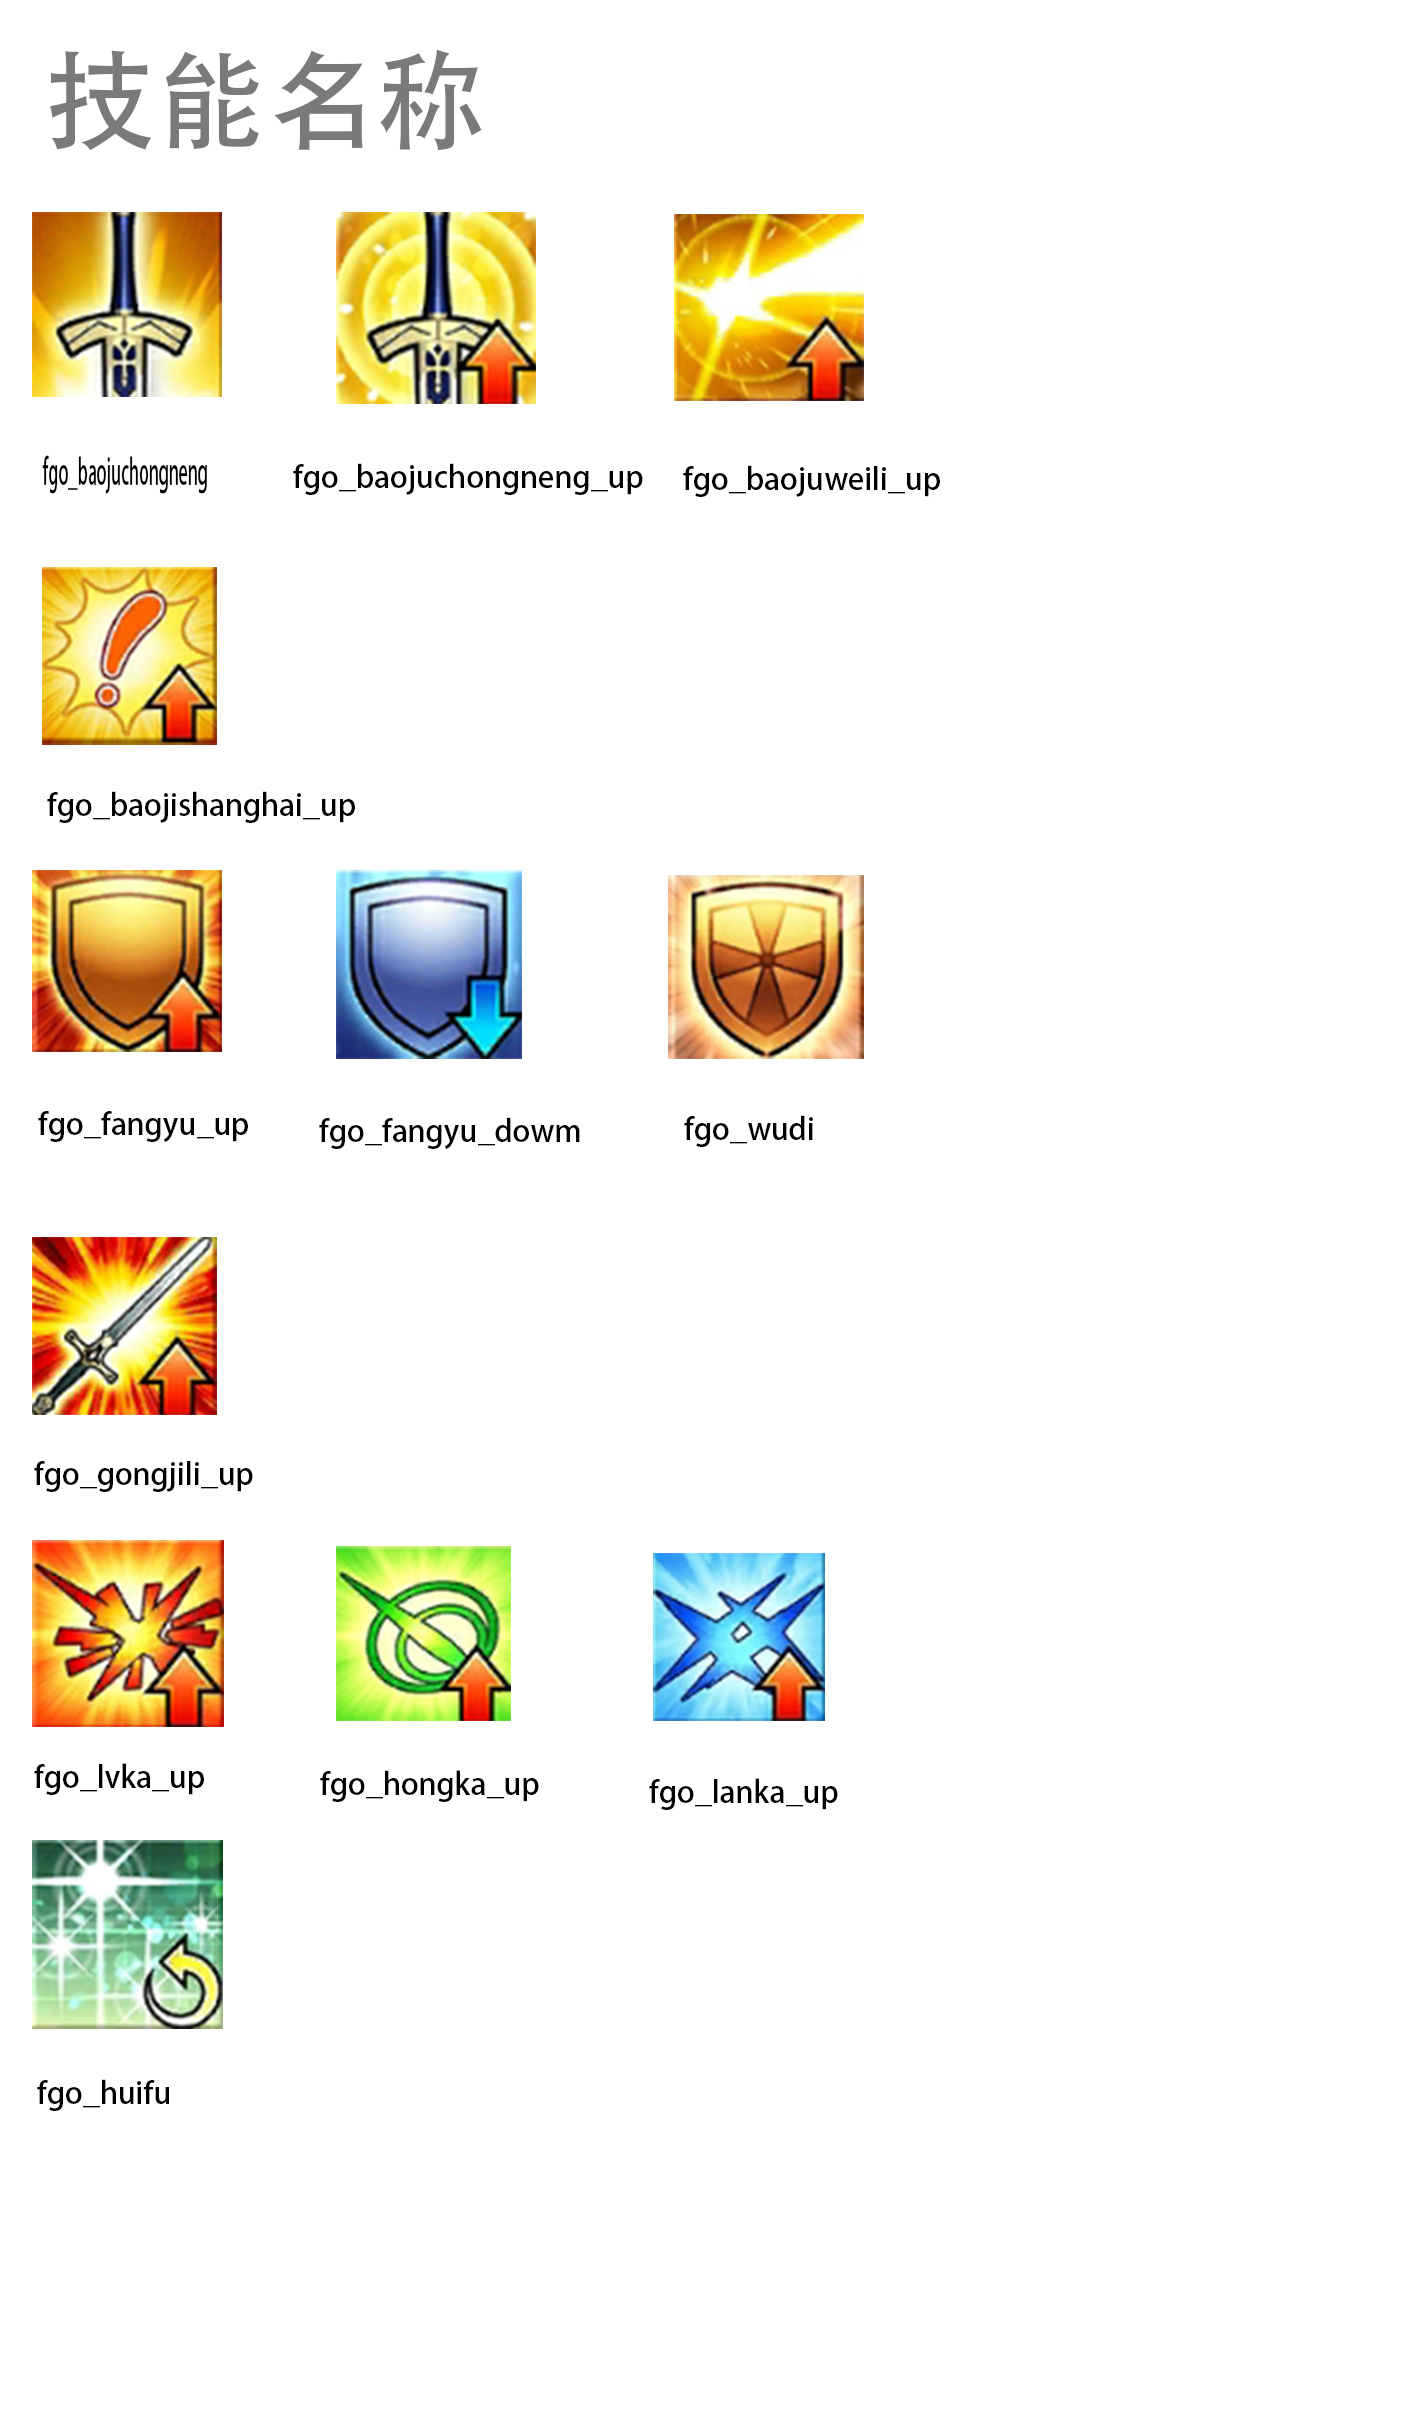 技能名称
fgo_baojuchongneng
fgo_baojuchongneng_up
fgo_baojuweili_up
fgo_baojishanghai_up
fgo_fangyu_up
fgo_fangyu_dowm
fgo_wudi
fgo_gongjili_up
fgo_lvka_up
fgo_hongka_up
fgo_lanka_up
fgo_huifu